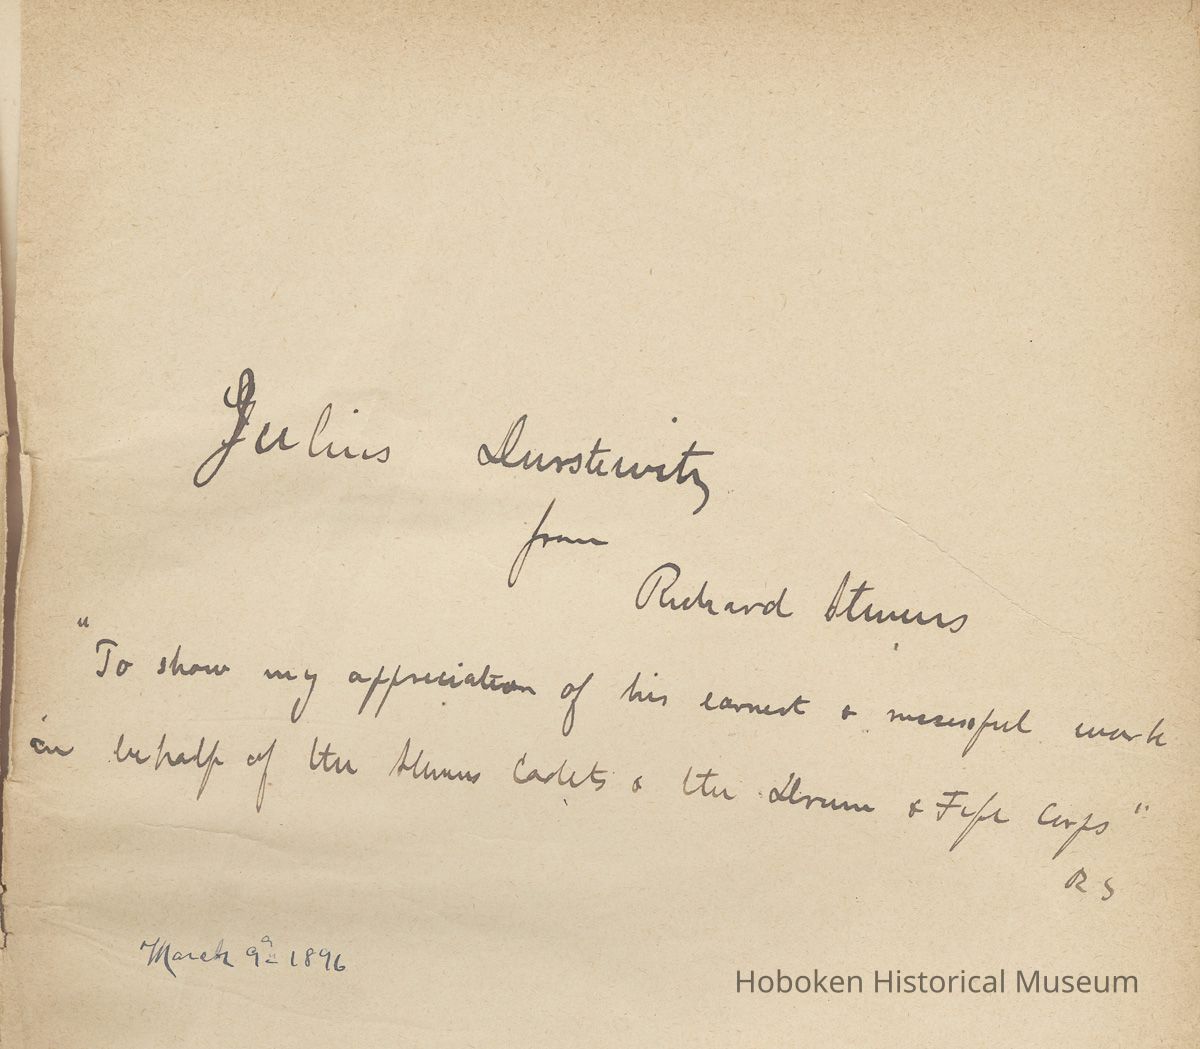 Julius Durstewitz
from
Richard Stevens
"To show my appreciation of his earnest & successful work
in behalf of the Stevens Cadets & the Drum & Fife Corps"
R S
March 9th 1896
Hoboken Historical Museum